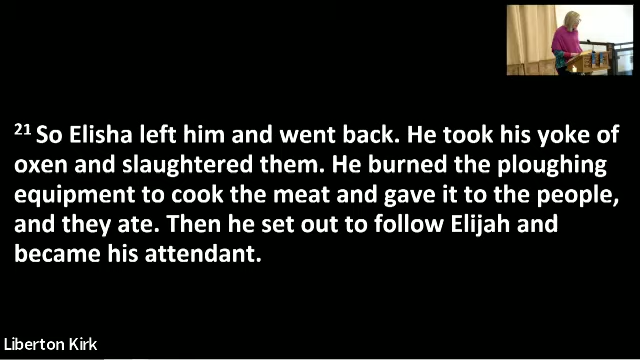 21 So Elisha left him and went back. He took his yoke of
oxen and slaughtered them. He burned the ploughing
equipment to cook the meat and gave it to the people,
and they ate. Then he set out to follow Elijah and
became his attendant.
Liberton Kirk